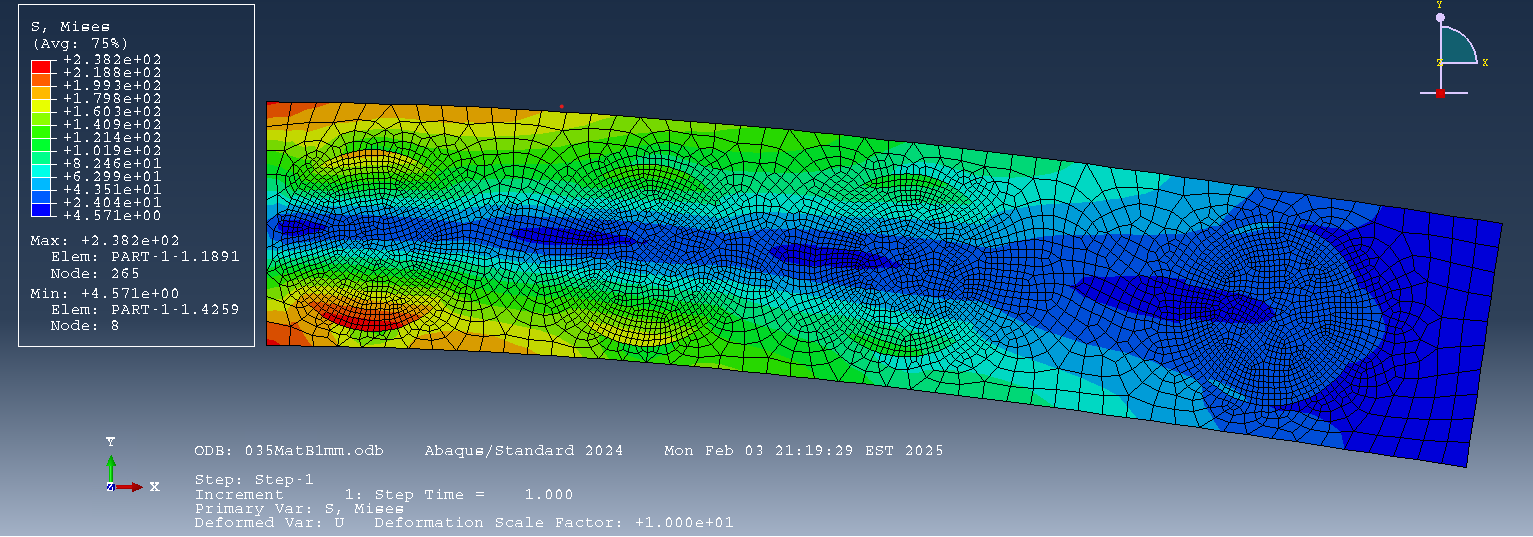 S, Mises
(Avg: 75%)
+2.382e+02
+2.188e+02
+1.993e+02
+1.798e+02
+1.603e+02
+1.409e+02
+1.214e+02
+1.019e+02
+8.246e+01
+6.299e+01
+4.351e+01
+2.404e+01
+4.571e+00
Max: +2.382e+02
Elem: PART-1-1.1891
Node: 265
Min: +4.571e+00
Elem: PART-1-1.4259
Node: 8
Y
Z X
Y
Z X
ODB: 035MatB1mm.odb Abaqus/Standard 2024 Mon Feb 03 21:19:29 EST 2025
Step: Step-1
Increment 1: Step Time = 1.000
Primary Var: S, Mises
Deformed Var: U Deformation Scale Factor: +1.000e+01